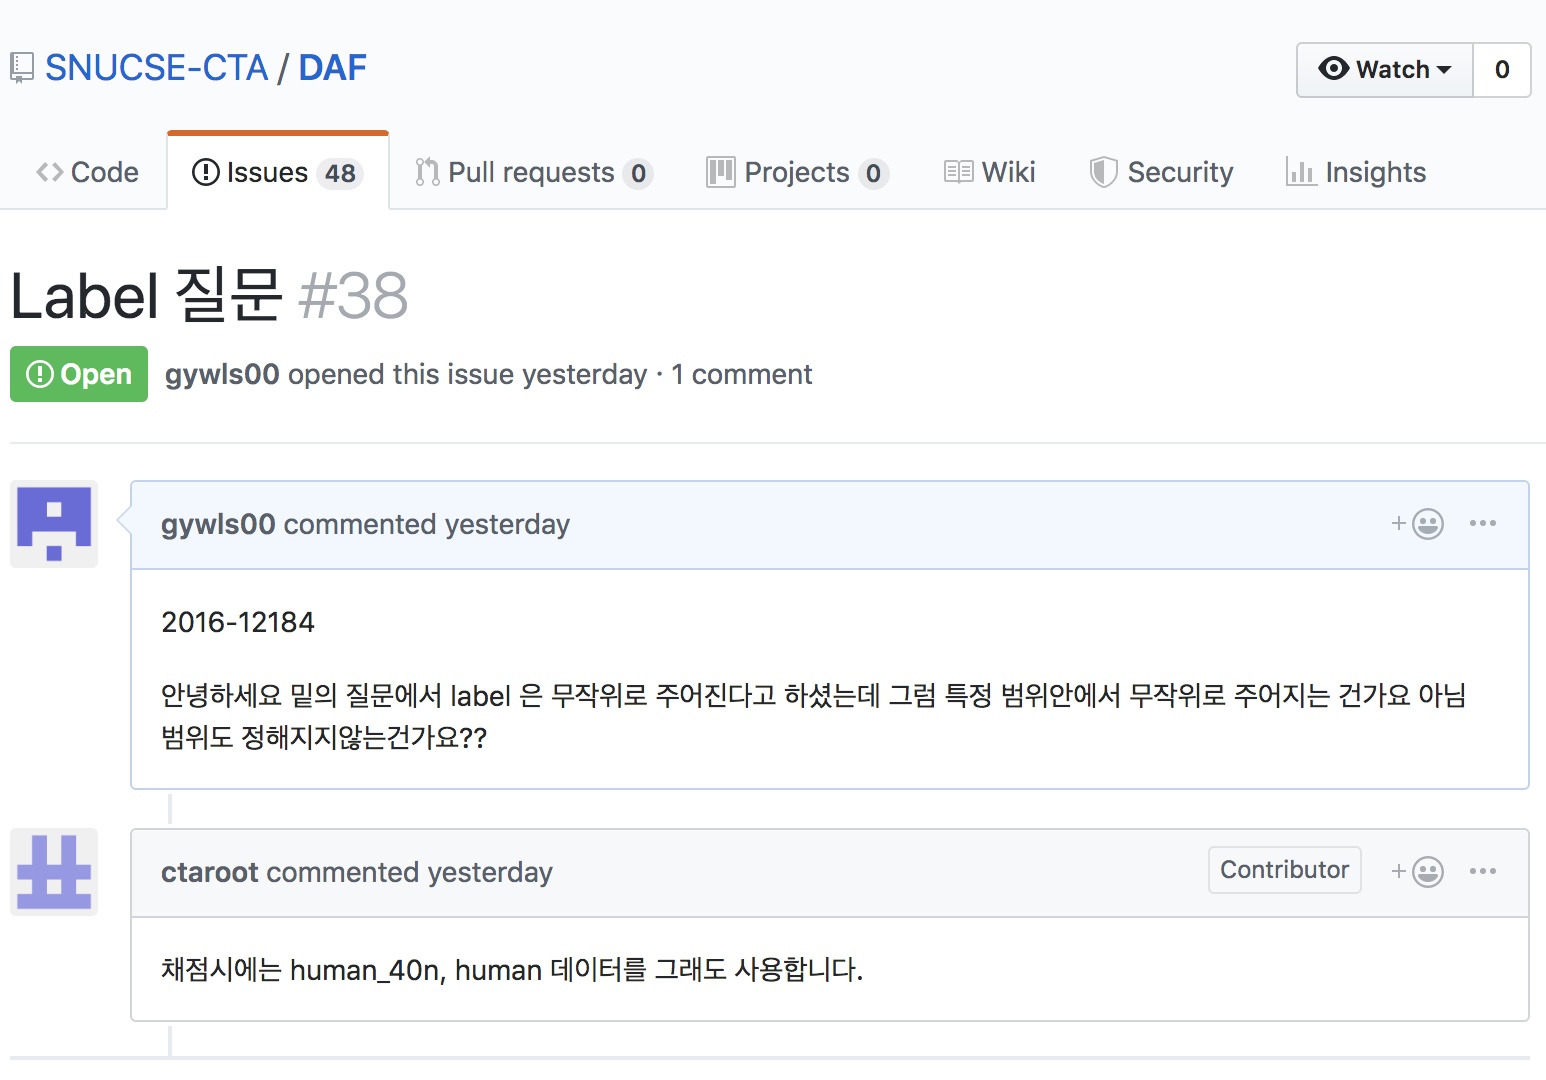 SNUCSE-CTA / DAF
Watch 0
Code Issues 48 Pull requests 0 Projects 0 Wiki Security Insights
Label 질문 #38
Open gywls00 opened this issue yesterday · 1 comment
gywls00 commented yesterday
2016-12184
안녕하세요 밑의 질문에서 label 은 무작위로 주어진다고 하셨는데 그럼 특정 범위안에서 무작위로 주어지는 건가요 아님
범위도 정해지지않는건가요??
ctaroot commented yesterday Contributor
채점시에는 human_40n, human 데이터를 그래도 사용합니다.